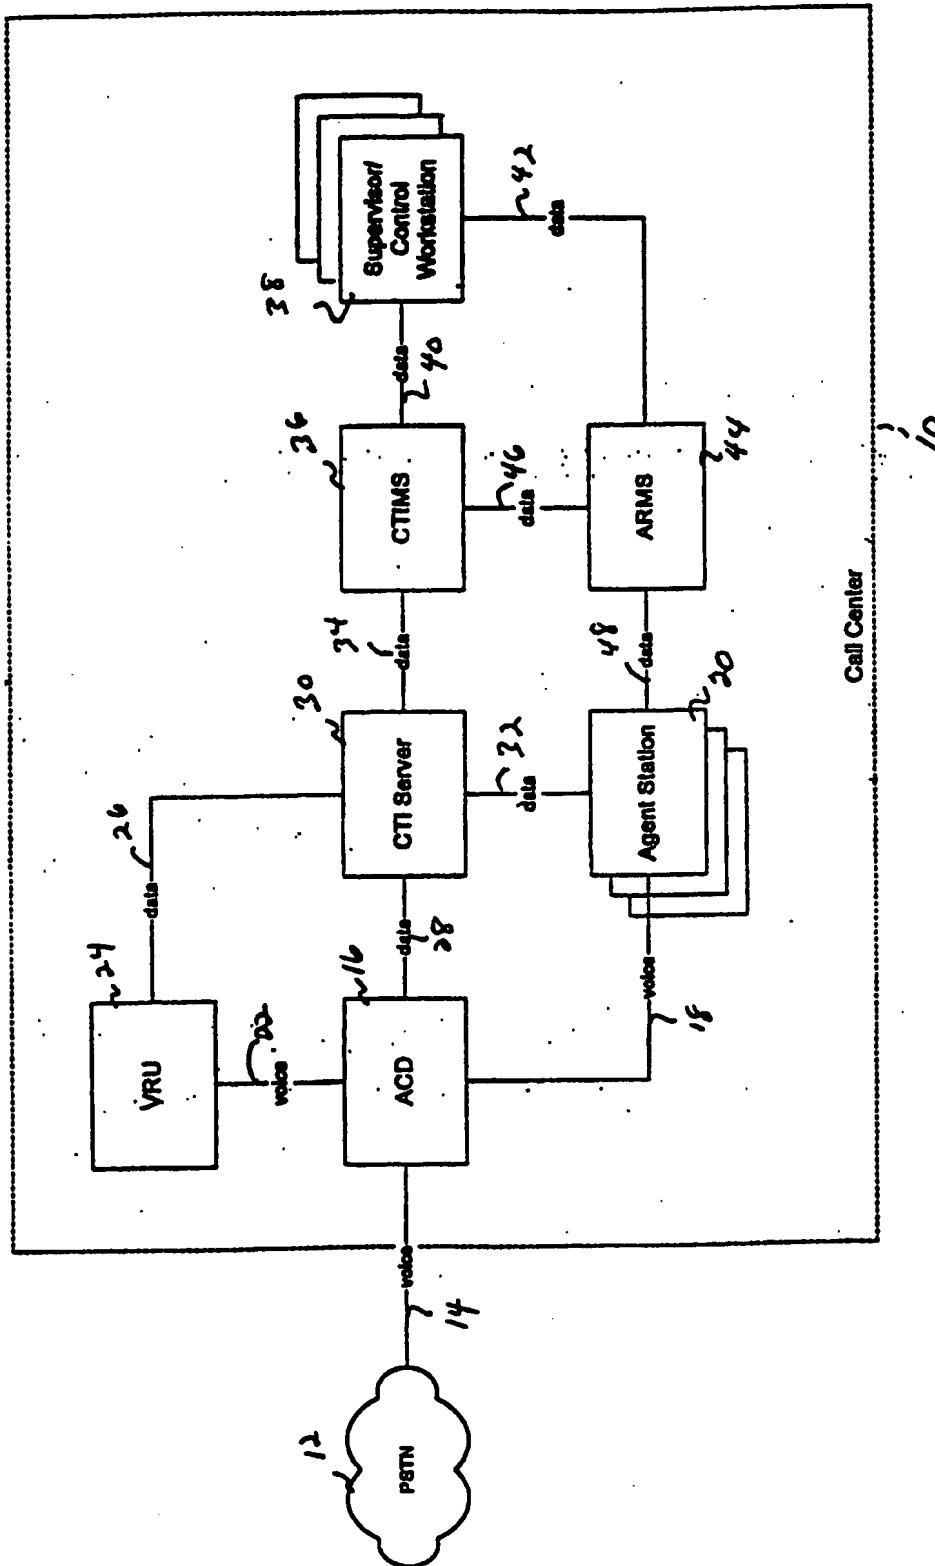 12
PSTN
14
voice
24
VRU
22
voice
16
ACD
26
data
28
data
18
voice
30
CTI Server
32
data
20
Agent Station
34
data
48
data
36
CTIMS
46
data
44
ARMS
40
data
38
Supervisor/
Control
Workstation
42
data
Call Center
10